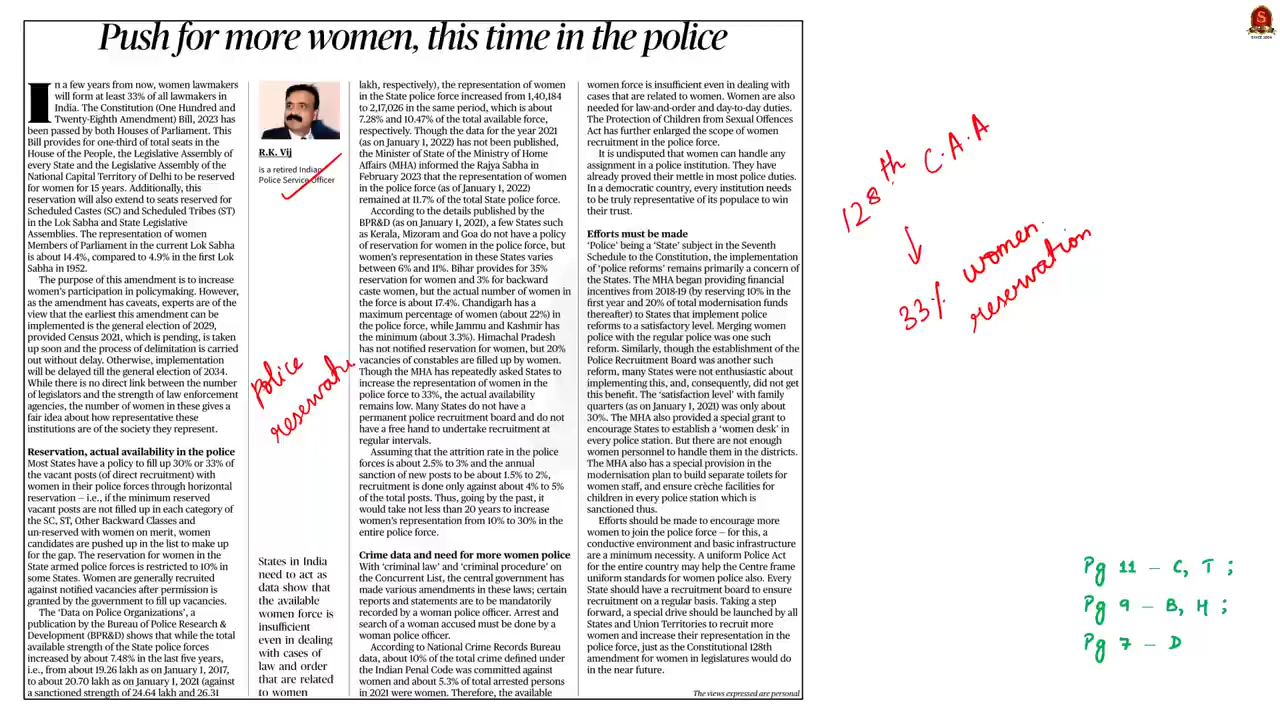 Push for more women, this time in the police
In a few years from now, women lawmakers
will form at least 33% of all lawmakers in
India. The Constitution (One Hundred and
Twenty-Eighth Amendment) Bill, 2023 has
been passed by both Houses of Parliament. This
Bill provides for one-third of total seats in the
House of the People, the Legislative Assembly of
every State and the Legislative Assembly of the
National Capital Territory of Delhi to be reserved
for women for 15 years. Additionally, this
reservation will also extend to seats reserved for
Scheduled Castes (SC) and Scheduled Tribes (ST)
in the Lok Sabha and State Legislative
Assemblies. The representation of women
Members of Parliament in the current Lok Sabha
is about 14.4%, compared to 4.9% in the first Lok
Sabha in 1952.
The purpose of this amendment is to increase
women's participation in policymaking. However,
as the amendment has caveats, experts are of the
view that the earliest this amendment can be
implemented is the general election of 2029,
provided Census 2021, which is pending, is taken
up soon and the process of delimitation is carried
out without delay. Otherwise, implementation
will be delayed till the general election of 2034.
While there is no direct link between the number
of legislators and the strength of law enforcement
agencies, the number of women in these gives a
fair idea about how representative these
institutions are of the society they represent.
Reservation, actual availability in the police
Most States have a policy to fill up 30% or 33% of
the vacant posts (of direct recruitment) with
women in their police forces through horizontal
reservation – i.e., if the minimum reserved
vacant posts are not filled up in each category of
the SC, ST, Other Backward Classes and
un-reserved with women on merit, women
candidates are pushed up in the list to make up
for the gap. The reservation for women in the
State armed police forces is restricted to 10% in
some States. Women are generally recruited
against notified vacancies after permission is
granted by the government to fill up vacancies.
The 'Data on Police Organizations', a
publication by the Bureau of Police Research &
Development (BPR&D) shows that while the total
available strength of the State police forces
increased by about 7.48% in the last five years,
i.e., from about 19.26 lakh as on January 1, 2017,
to about 20.70 lakh as on January 1, 2021 (against
a sanctioned strength of 24.64 lakh and 26.31
R.K. Vij
is a retired Indian
Police Service Officer
Police
reservation
States in India
need to act as
data show that
the available
women force is
insufficient
even in dealing
with cases of
law and order
that are related
to women
lakh, respectively), the representation of women
in the State police force increased from 1,40,184
to 2,17,026 in the same period, which is about
7.28% and 10.47% of the total available force,
respectively. Though the data for the year 2021
(as on January 1, 2022) has not been published,
the Minister of State of the Ministry of Home
Affairs (MHA) informed the Rajya Sabha in
February 2023 that the representation of women
in the police force (as of January 1, 2022)
remained at 11.7% of the total State police force.
According to the details published by the
BPR&D (as on January 1, 2021), a few States such
as Kerala, Mizoram and Goa do not have a policy
of reservation for women in the police force, but
women's representation in these States varies
between 6% and 11%. Bihar provides for 35%
reservation for women and 3% for backward
caste women, but the actual number of women in
the force is about 17.4%. Chandigarh has a
maximum percentage of women (about 22%) in
the police force, while Jammu and Kashmir has
the minimum (about 3.3%). Himachal Pradesh
has not notified reservation for women, but 20%
vacancies of constables are filled up by women.
Though the MHA has repeatedly asked States to
increase the representation of women in the
police force to 33%, the actual availability
remains low. Many States do not have a
permanent police recruitment board and do not
have a free hand to undertake recruitment at
regular intervals.
Assuming that the attrition rate in the police
forces is about 2.5% to 3% and the annual
sanction of new posts to be about 1.5% to 2%,
recruitment is done only against about 4% to 5%
of the total posts. Thus, going by the past, it
would take not less than 20 years to increase
women's representation from 10% to 30% in the
entire police force.
Crime data and need for more women police
With 'criminal law' and 'criminal procedure' on
the Concurrent List, the central government has
made various amendments in these laws; certain
reports and statements are to be mandatorily
recorded by a woman police officer. Arrest and
search of a woman accused must be done by a
woman police officer.
According to National Crime Records Bureau
data, about 10% of the total crime defined under
the Indian Penal Code was committed against
women and about 5.3% of total arrested persons
in 2021 were women. Therefore, the available
women force is insufficient even in dealing with
cases that are related to women. Women are also
needed for law-and-order and day-to-day duties.
The Protection of Children from Sexual Offences
Act has further enlarged the scope of women
recruitment in the police force.
It is undisputed that women can handle any
assignment in a police institution. They have
already proved their mettle in most police duties.
In a democratic country, every institution needs
to be truly representative of its populace to win
their trust.
Efforts must be made
'Police' being a 'State' subject in the Seventh
Schedule to the Constitution, the implementation
of 'police reforms' remains primarily a concern of
the States. The MHA began providing financial
incentives from 2018-19 (by reserving 10% in the
first year and 20% of total modernisation funds
thereafter) to States that implement police
reforms to a satisfactory level. Merging women
police with the regular police was one such
reform. Similarly, though the establishment of the
Police Recruitment Board was another such
reform, many States were not enthusiastic about
implementing this, and, consequently, did not get
this benefit. The 'satisfaction level' with family
quarters (as on January 1, 2021) was only about
30%. The MHA also provided a special grant to
encourage States to establish a 'women desk' in
every police station. But there are not enough
women personnel to handle them in the districts.
The MHA also has a special provision in the
modernisation plan to build separate toilets for
women staff, and ensure crèche facilities for
children in every police station which is
sanctioned thus.
Efforts should be made to encourage more
women to join the police force – for this, a
conductive environment and basic infrastructure
are a minimum necessity. A uniform Police Act
for the entire country may help the Centre frame
uniform standards for women police also. Every
State should have a recruitment board to ensure
recruitment on a regular basis. Taking a step
forward, a special drive should be launched by all
States and Union Territories to recruit more
women and increase their representation in the
police force, just as the Constitutional 128th
amendment for women in legislatures would do
in the near future.
The views expressed are personal
128th C.A.A
33% women
reservation
Pg 11 – C, T ;
Pg 9 – B, H ;
Pg 7 – D